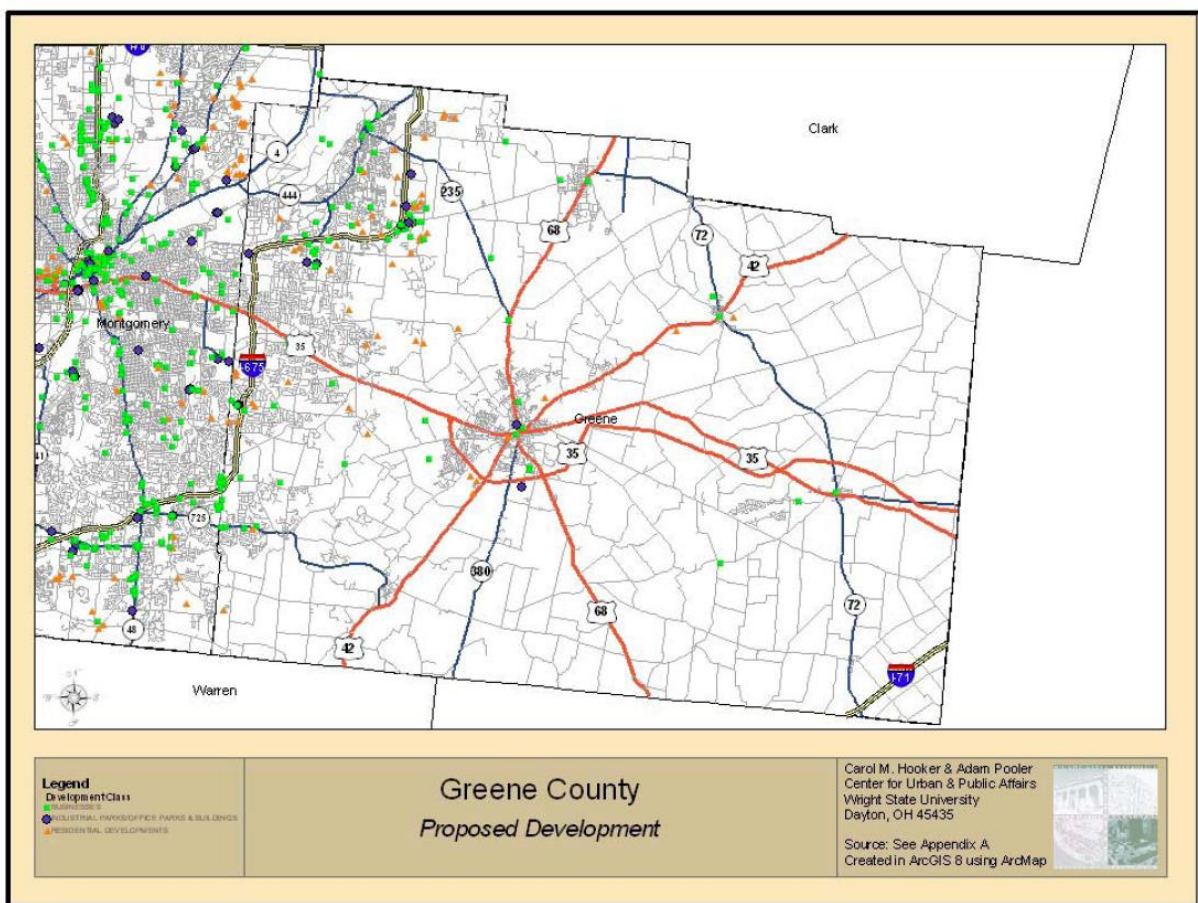 I-70
Clark
4
444
235
68
72
42
Montgomery
35
I-675
Greene
35
35
41
725
380
68
72
48
42
I-71
Warren
Legend
Development Class
BUSINESSES
INDUSTRIAL PARKS/OFFICE PARKS & BUILDINGS
RESIDENTIAL DEVELOPMENTS
Greene County
Proposed Development
Carol M. Hooker & Adam Pooler
Center for Urban & Public Affairs
Wright State University
Dayton, OH 45435
Source: See Appendix A
Created in ArcGIS 8 using ArcMap